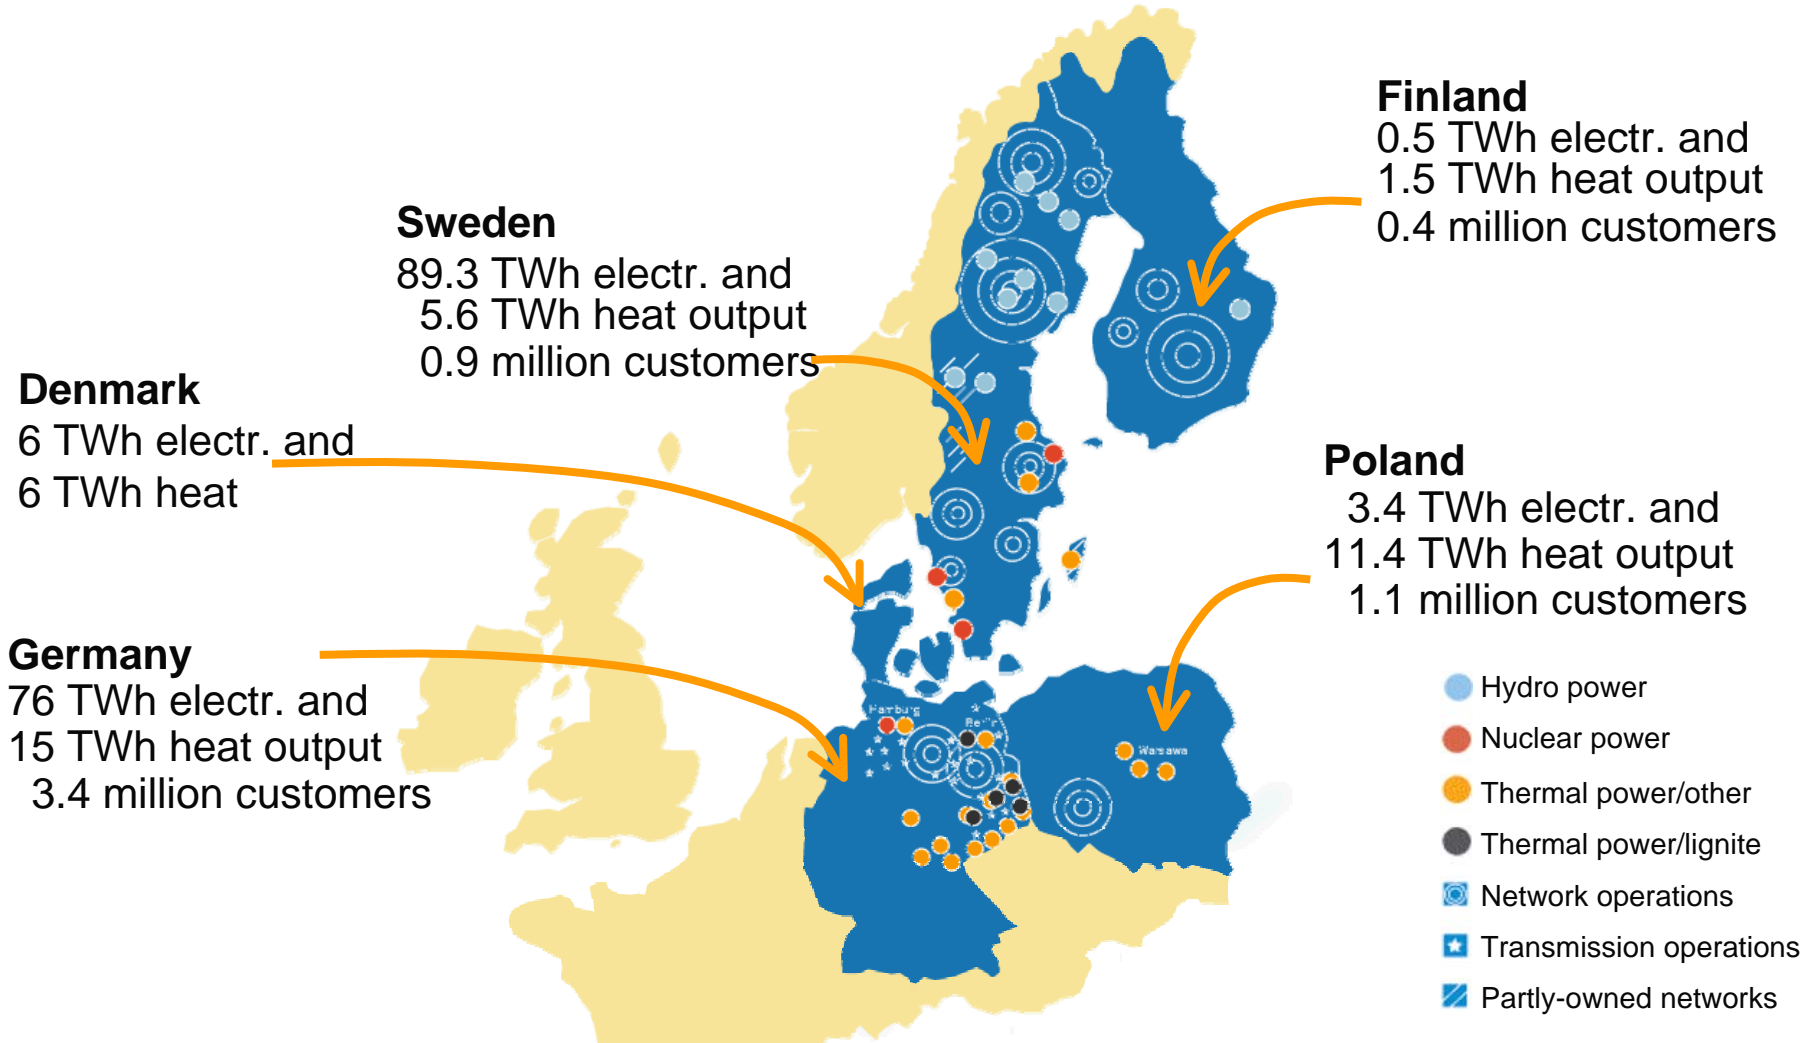 Finland
0.5 TWh electr. and
1.5 TWh heat output
0.4 million customers
Sweden
89.3 TWh electr. and
5.6 TWh heat output
0.9 million customers
Denmark
6 TWh electr. and
6 TWh heat
Poland
3.4 TWh electr. and
11.4 TWh heat output
1.1 million customers
Germany
76 TWh electr. and
15 TWh heat output
3.4 million customers
Hamburg
Berlin
Warsawa
Hydro power
Nuclear power
Thermal power/other
Thermal power/lignite
Network operations
Transmission operations
Partly-owned networks